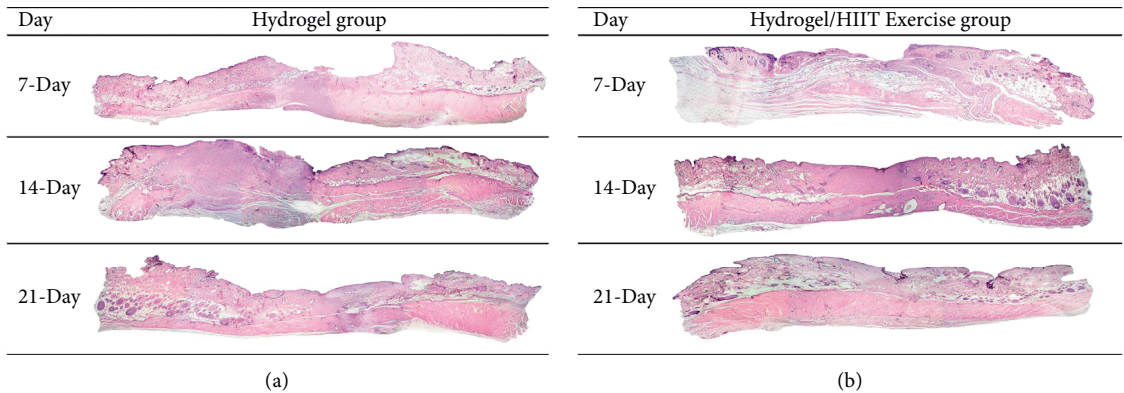 Day Hydrogel group
7-Day
14-Day
21-Day
(a)
Day Hydrogel/HIIT Exercise group
7-Day
14-Day
21-Day
(b)